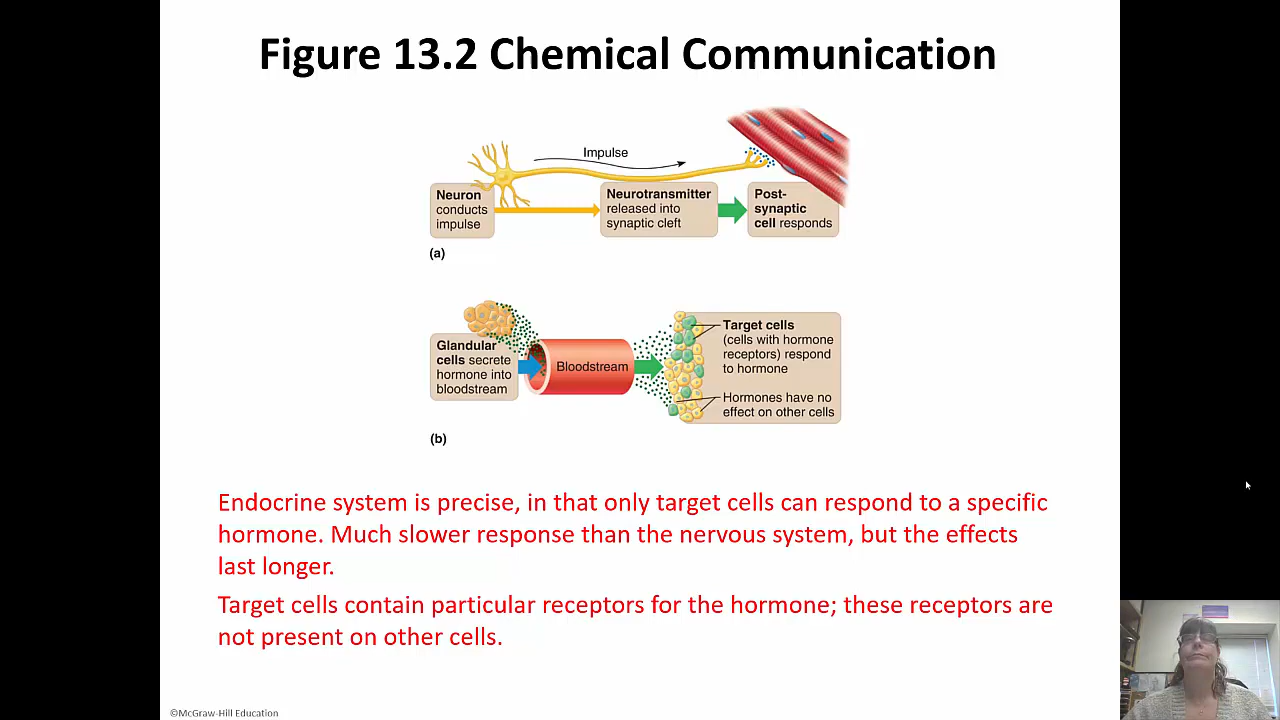 Figure 13.2 Chemical Communication
Impulse
Neuron
conducts
impulse
Neurotransmitter
released into
synaptic cleft
Post-
synaptic
cell responds
(a)
Glandular
cells secrete
hormone into
bloodstream
Bloodstream
Target cells
(cells with hormone
receptors) respond
to hormone
Hormones have no
effect on other cells
(b)
Endocrine system is precise, in that only target cells can respond to a specific
hormone. Much slower response than the nervous system, but the effects
last longer.
Target cells contain particular receptors for the hormone; these receptors are
not present on other cells.
©McGraw-Hill Education